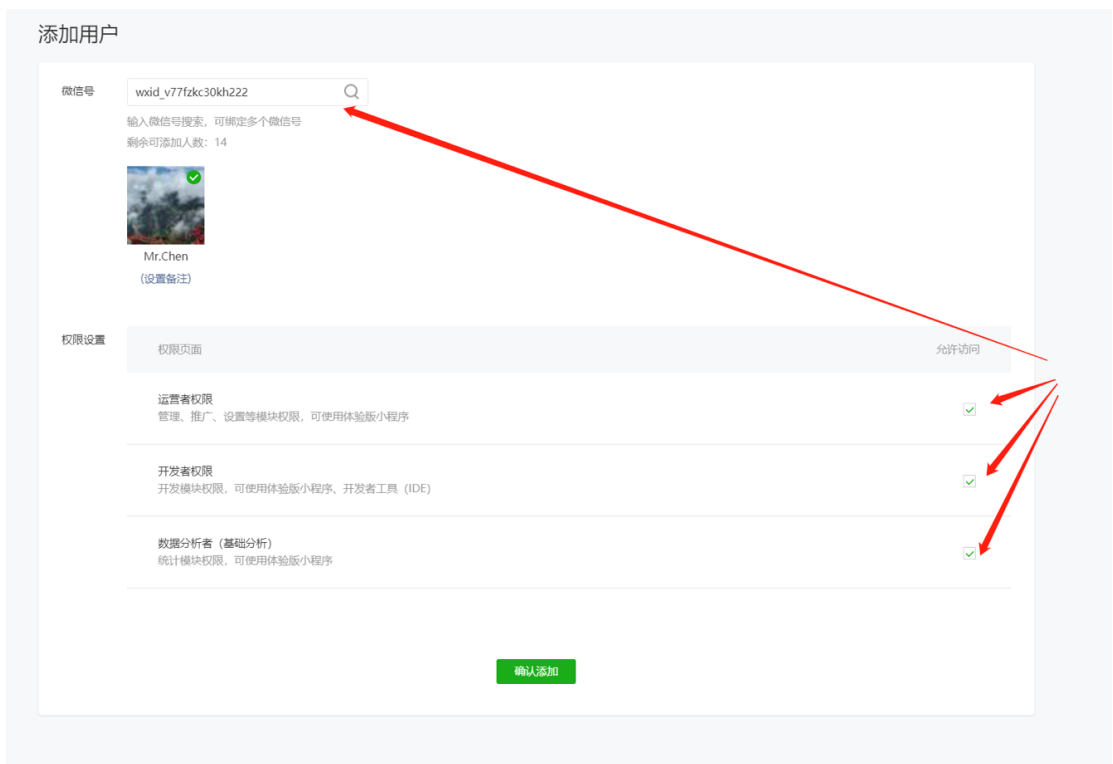 添加用户
微信号
wxid_v77fzkc30kh222
输入微信号搜索，可绑定多个微信号
剩余可添加人数：14
Mr.Chen
(设置备注)
权限设置
权限页面
允许访问
运营者权限
管理、推广、设置等模块权限，可使用体验版小程序
开发者权限
开发模块权限，可使用体验版小程序、开发者工具（IDE）
数据分析者（基础分析）
统计模块权限，可使用体验版小程序
确认添加